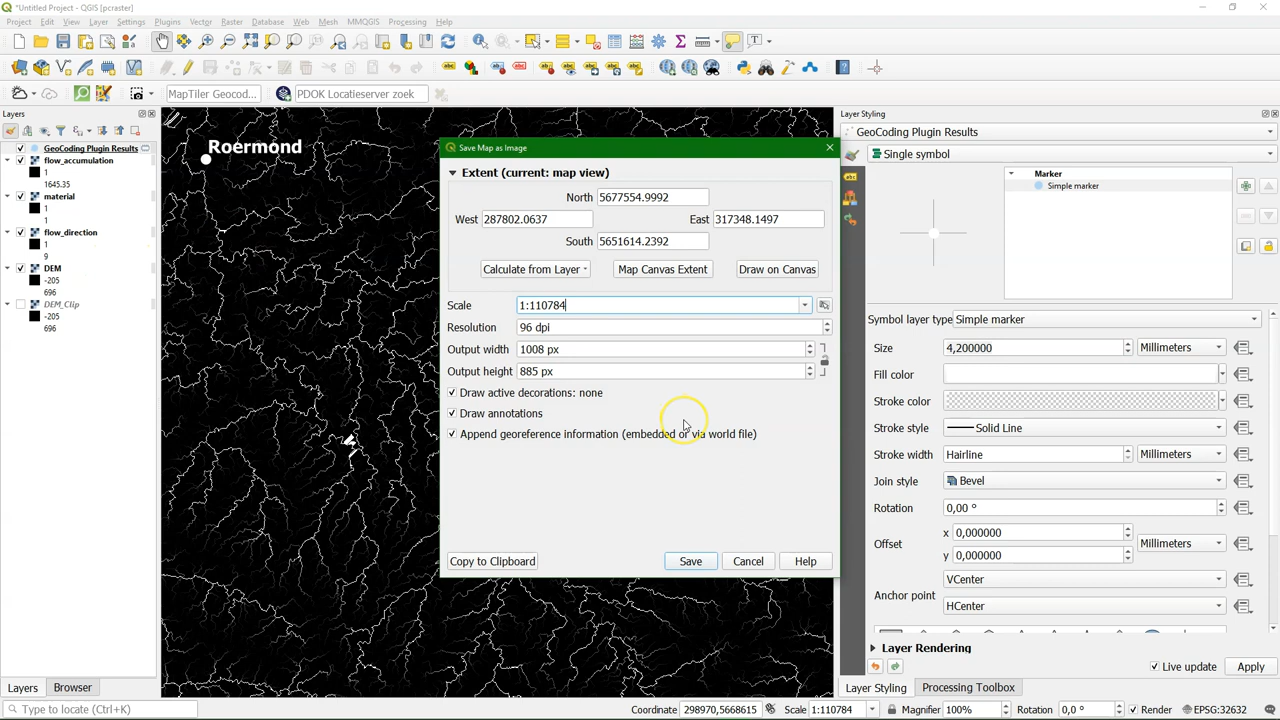 *Untitled Project - QGIS [pcraster]
Project Edit View Layer Settings Plugins Vector Raster Database Web Mesh MMQGIS Processing Help
MapTiler Geocod... PDOK Locatieserver zoek
Layers
GeoCoding Plugin Results
flow_accumulation
1
1645.35
material
1
1
flow_direction
1
9
DEM
-205
696
DEM_Clip
-205
696
Layers Browser
Roermond
Save Map as Image
Extent (current: map view)
North 5677554.9992
West 287802.0637 East 317348.1497
South 5651614.2392
Calculate from Layer Map Canvas Extent Draw on Canvas
Scale 1:110784
Resolution 96 dpi
Output width 1008 px
Output height 885 px
Draw active decorations: none
Draw annotations
Append georeference information (embedded or via world file)
Copy to Clipboard Save Cancel Help
Layer Styling
GeoCoding Plugin Results
Single symbol
Marker
Simple marker
Symbol layer type Simple marker
Size 4,200000 Millimeters
Fill color
Stroke color
Stroke style Solid Line
Stroke width Hairline Millimeters
Join style Bevel
Rotation 0,00 °
Offset x 0,000000 Millimeters
y 0,000000
Anchor point VCenter
HCenter
Layer Rendering
Live update Apply
Layer Styling Processing Toolbox
Type to locate (Ctrl+K) Coordinate 298970,5668615 Scale 1:110784 Magnifier 100% Rotation 0,0 ° Render EPSG:32632